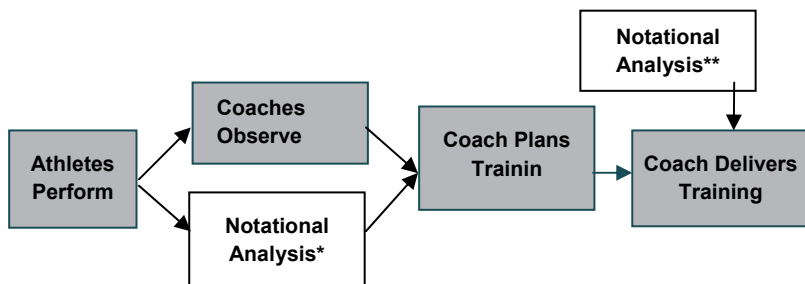 Athletes
Perform
Coaches
Observe
Notational
Analysis*
Coach Plans
Trainin
Notational
Analysis**
Coach Delivers
Training